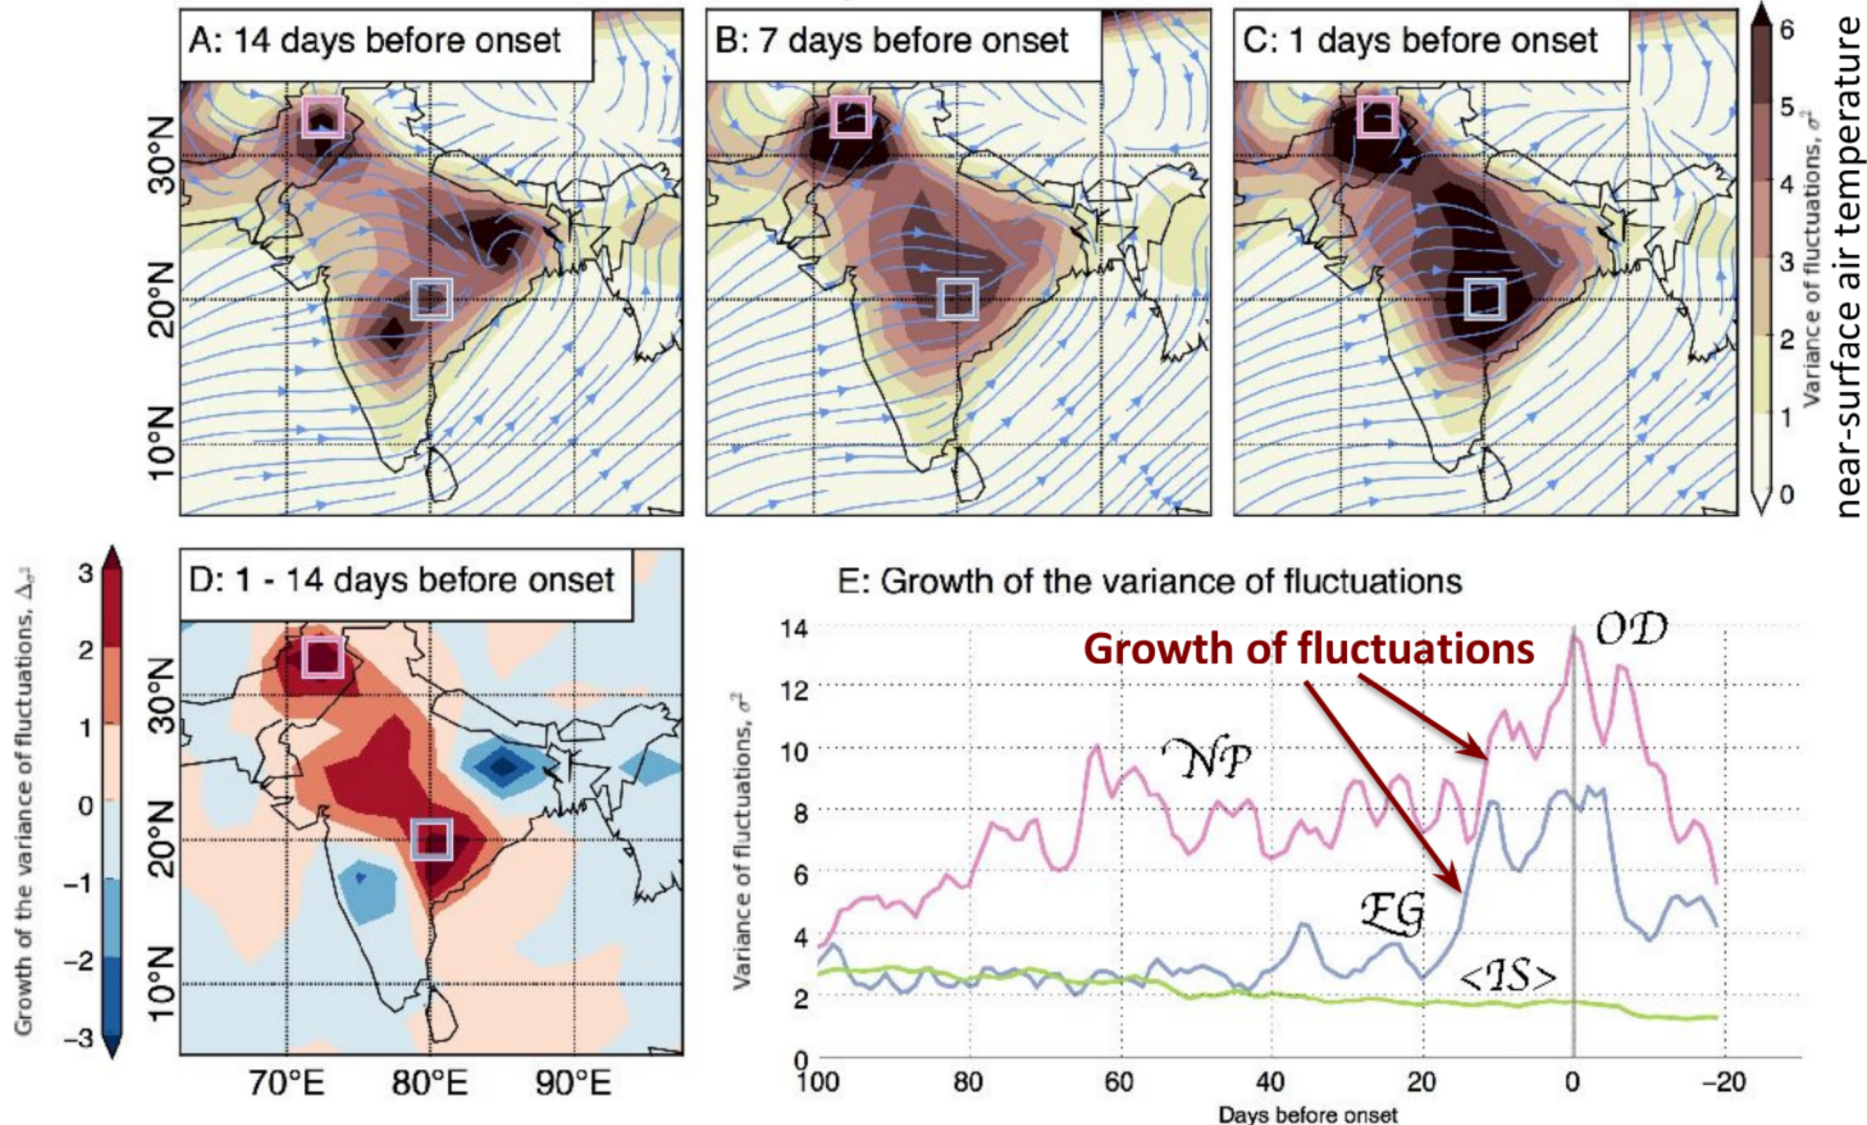 A: 14 days before onset
B: 7 days before onset
C: 1 days before onset
30°N
20°N
10°N
6
5
4
3
2
1
0
Variance of fluctuations, σ²
near-surface air temperature
D: 1 - 14 days before onset
3
2
1
0
−1
−2
−3
Growth of the variance of fluctuations, Δσ²
30°N
20°N
10°N
70°E
80°E
90°E
E: Growth of the variance of fluctuations
Growth of fluctuations
OD
NP
EG
<IS>
14
12
10
8
6
4
2
0
Variance of fluctuations, σ²
100
80
60
40
20
0
−20
Days before onset